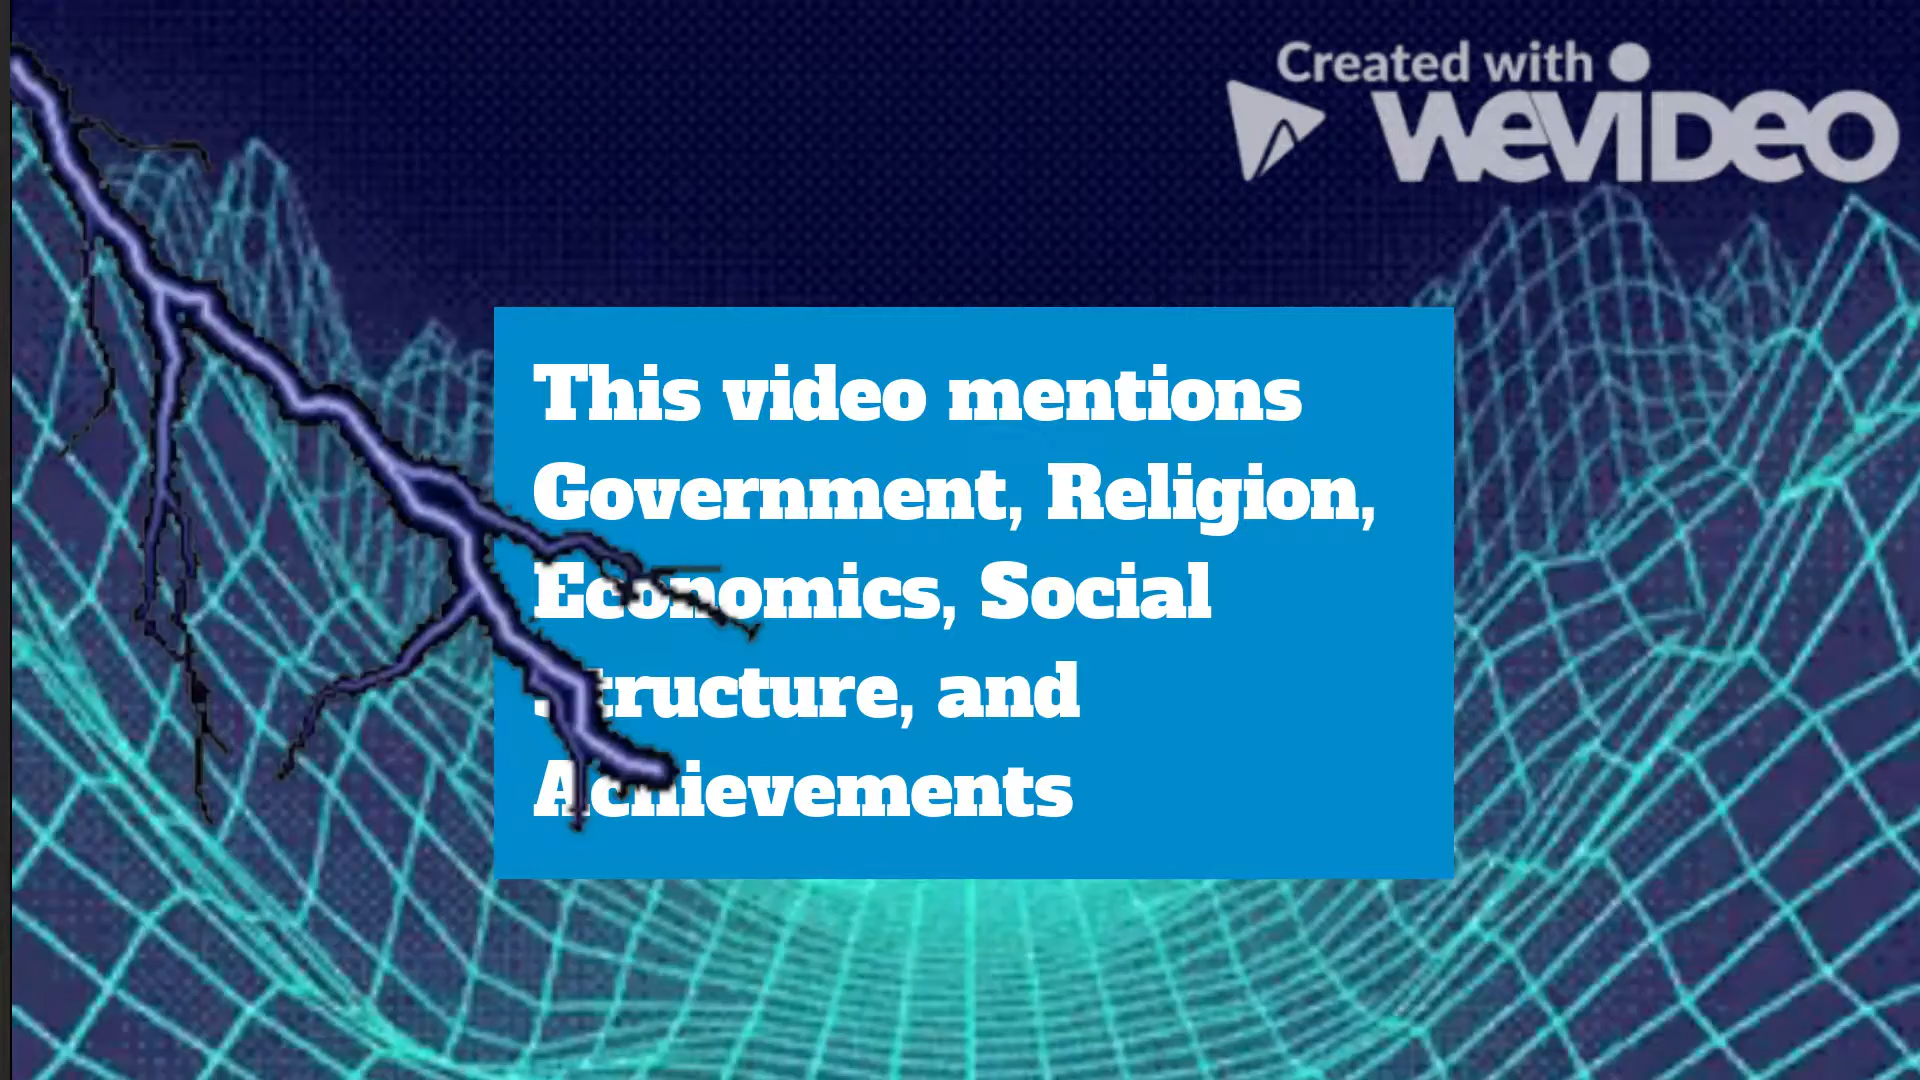 Created with
WEVIDEO
This video mentions
Government, Religion,
Economics, Social
Structure, and
Achievements